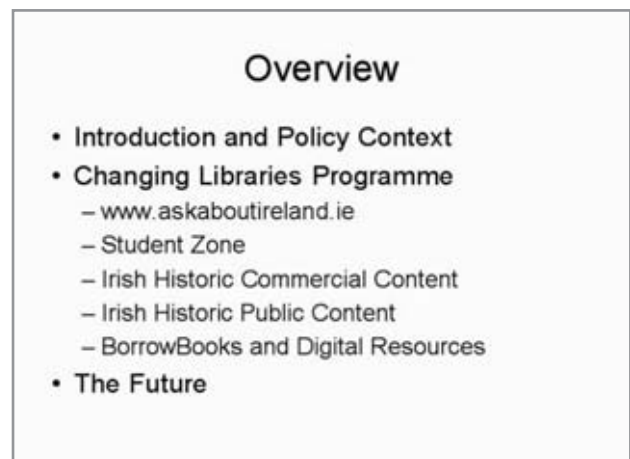 Overview
• Introduction and Policy Context
• Changing Libraries Programme
– www.askaboutireland.ie
– Student Zone
– Irish Historic Commercial Content
– Irish Historic Public Content
– BorrowBooks and Digital Resources
• The Future